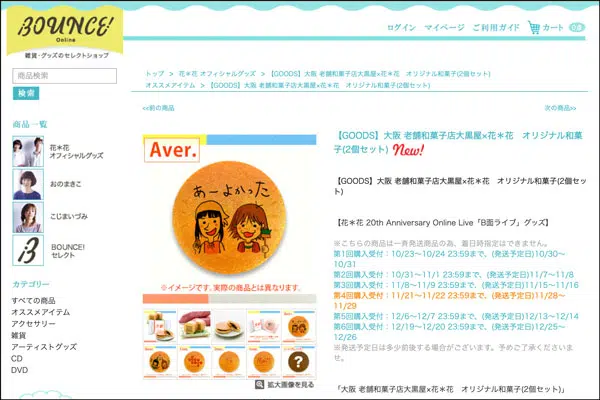 BOUNCE!
Online
雑貨・グッズのセレクトショップ
ログイン マイページ ご利用ガイド カート
商品検索
検索
トップ > 花＊花 オフィシャルグッズ > 【GOODS】大阪 老舗和菓子店大黒屋×花＊花 オリジナル和菓子(2個セット)
オススメアイテム > 【GOODS】大阪 老舗和菓子店大黒屋×花＊花 オリジナル和菓子(2個セット)
<<前の商品
次の商品>>
商品一覧
花＊花
オフィシャルグッズ
おのまきこ
こじまいづみ
BOUNCE!
セレクト
カテゴリー
すべての商品
オススメアイテム
アクセサリー
雑貨
アーティストグッズ
CD
DVD
Aver.
あーよかった
※イメージです。実際の商品とは異なります。
?
拡大画像を見る
【GOODS】大阪 老舗和菓子店大黒屋×花＊花 オリジナル和菓
子(2個セット) New!
【GOODS】大阪 老舗和菓子店大黒屋×花＊花 オリジナル和菓子(2個セッ
ト)
【花＊花 20th Anniversary Online Live「B面ライブ」グッズ】
※こちらの商品は一斉発送商品の為、着日時指定はできません。
第1回購入受付：10/23～10/24 23:59まで、(発送予定日)10/30～
10/31
第2回購入受付：10/31～11/1 23:59まで、(発送予定日)11/7～11/8
第3回購入受付：11/8～11/9 23:59まで、(発送予定日)11/15～11/16
第4回購入受付：11/21～11/22 23:59まで、(発送予定日)11/28～
11/29
第5回購入受付：12/6～12/7 23:59まで、(発送予定日)12/13～12/14
第6回購入受付：12/19～12/20 23:59まで、(発送予定日)12/25～
12/26
※発送予定日は多少前後する場合がございます。予めご了承くださいま
せ。
「大阪 老舗和菓子店大黒屋×花＊花 オリジナル和菓子(2個セット)」